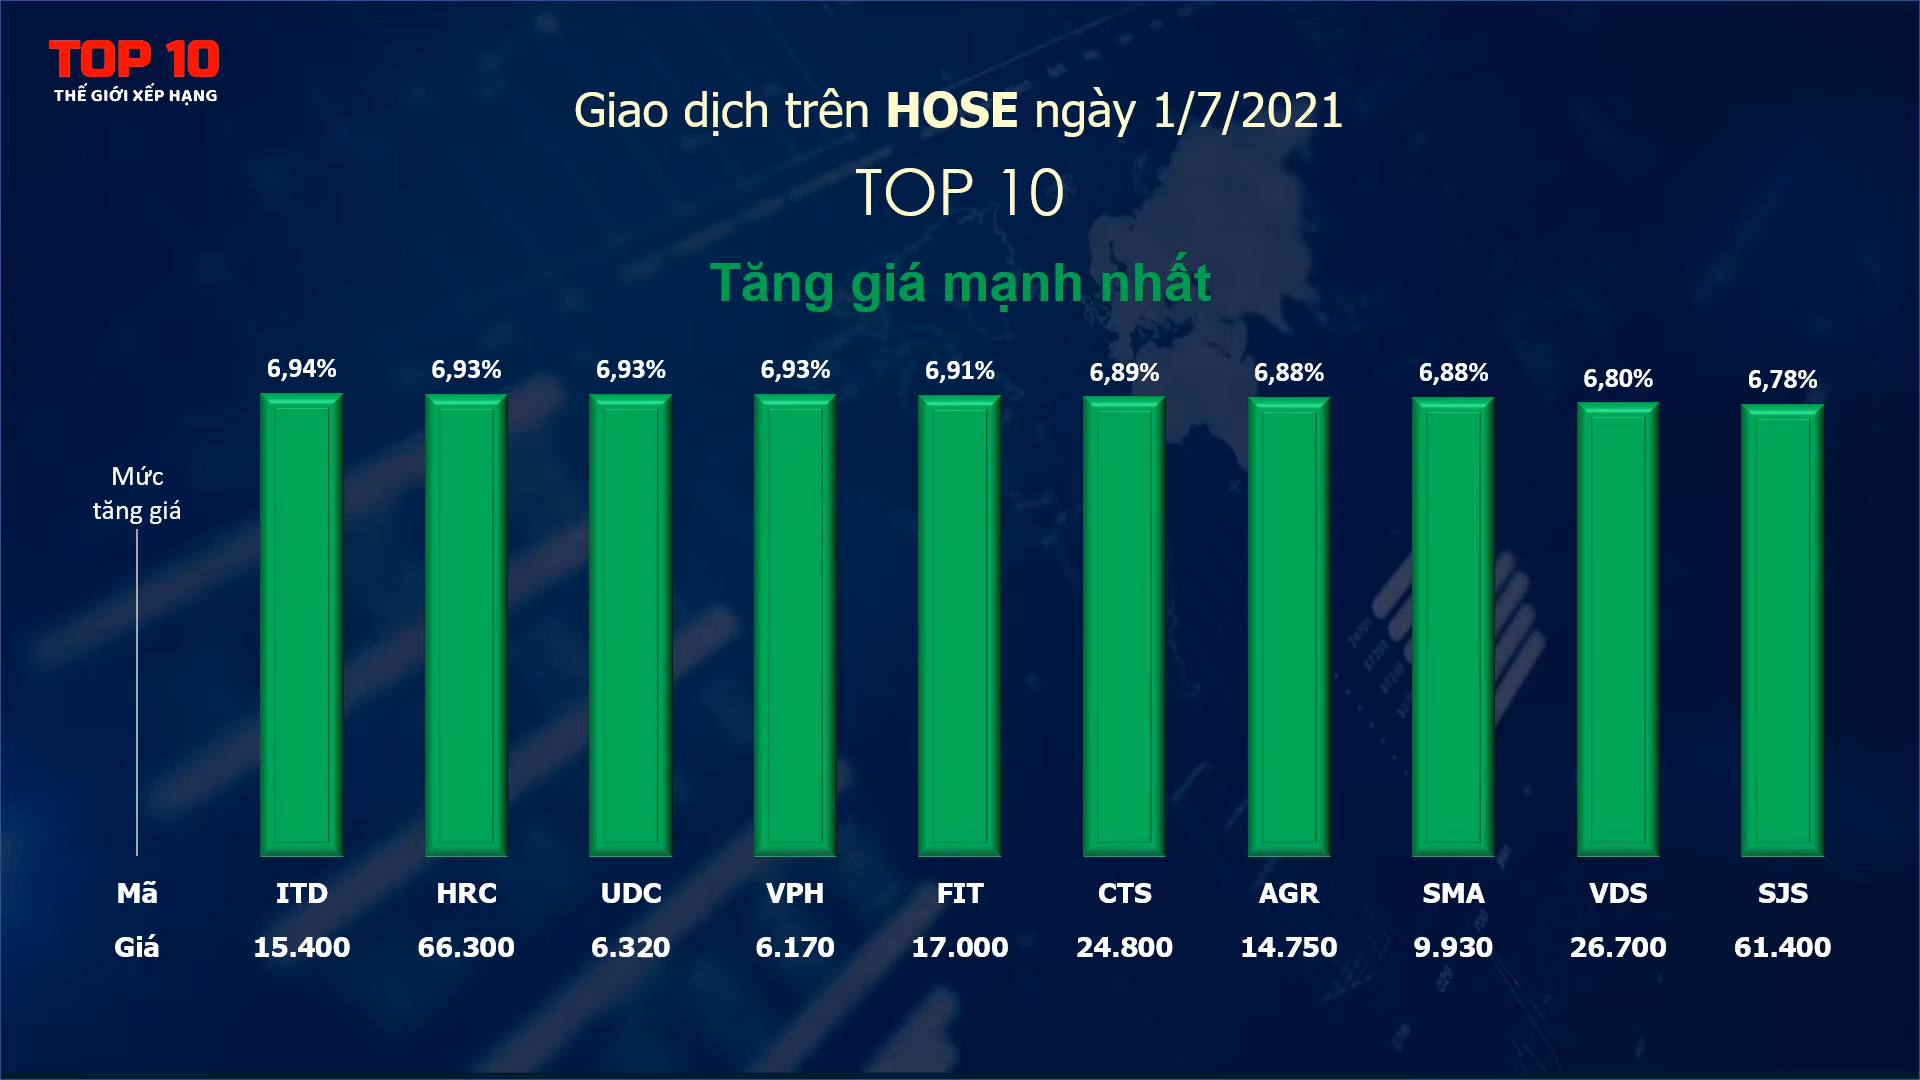 TOP 10
THẾ GIỚI XẾP HẠNG
Giao dịch trên HOSE ngày 1/7/2021
TOP 10
Tăng giá mạnh nhất
6,94% 6,93% 6,93% 6,93% 6,91% 6,89% 6,88% 6,88% 6,80% 6,78%
Mức
tăng giá
Mã ITD HRC UDC VPH FIT CTS AGR SMA VDS SJS
Giá 15.400 66.300 6.320 6.170 17.000 24.800 14.750 9.930 26.700 61.400